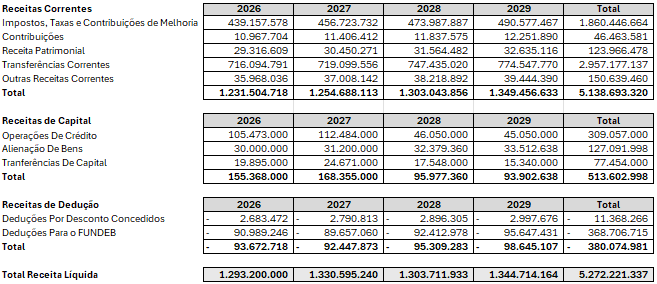 Receitas Correntes 2026 2027 2028 2029 Total
Impostos, Taxas e Contribuições de Melhoria 439.157.578 456.723.732 473.987.887 490.577.467 1.860.446.664
Contribuições 10.967.704 11.406.412 11.837.575 12.251.890 46.463.581
Receita Patrimonial 29.316.609 30.450.271 31.564.482 32.635.116 123.966.478
Transferências Correntes 716.094.791 719.099.556 747.435.020 774.547.770 2.957.177.137
Outras Receitas Correntes 35.968.036 37.008.142 38.218.892 39.444.390 150.639.460
Total 1.231.504.718 1.254.688.113 1.303.043.856 1.349.456.633 5.138.693.320
Receitas de Capital 2026 2027 2028 2029 Total
Operações De Crédito 105.473.000 112.484.000 46.050.000 45.050.000 309.057.000
Alienação De Bens 30.000.000 31.200.000 32.379.360 33.512.638 127.091.998
Tranferências De Capital 19.895.000 24.671.000 17.548.000 15.340.000 77.454.000
Total 155.368.000 168.355.000 95.977.360 93.902.638 513.602.998
Receitas de Dedução 2026 2027 2028 2029 Total
Deduções Por Desconto Concedidos - 2.683.472 - 2.790.813 - 2.896.305 - 2.997.676 - 11.368.266
Deduções Para o FUNDEB - 90.989.246 - 89.657.060 - 92.412.978 - 95.647.431 - 368.706.715
Total - 93.672.718 - 92.447.873 - 95.309.283 - 98.645.107 - 380.074.981
Total Receita Líquida 1.293.200.000 1.330.595.240 1.303.711.933 1.344.714.164 5.272.221.337